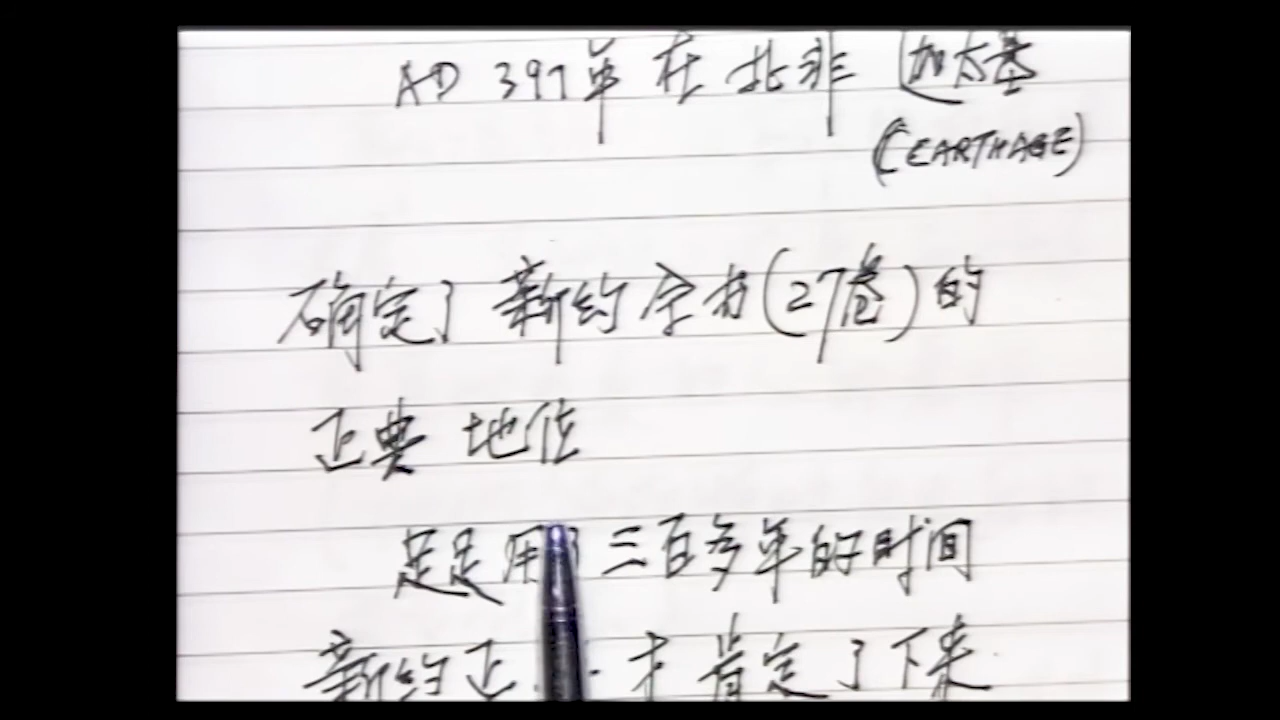 AD 397年 在 北非 迦太基
(CEARTHAGE)
确定了 新约全书(27卷)的
正典 地位
足足用了三百多年的时间
新约正 才肯定了下来